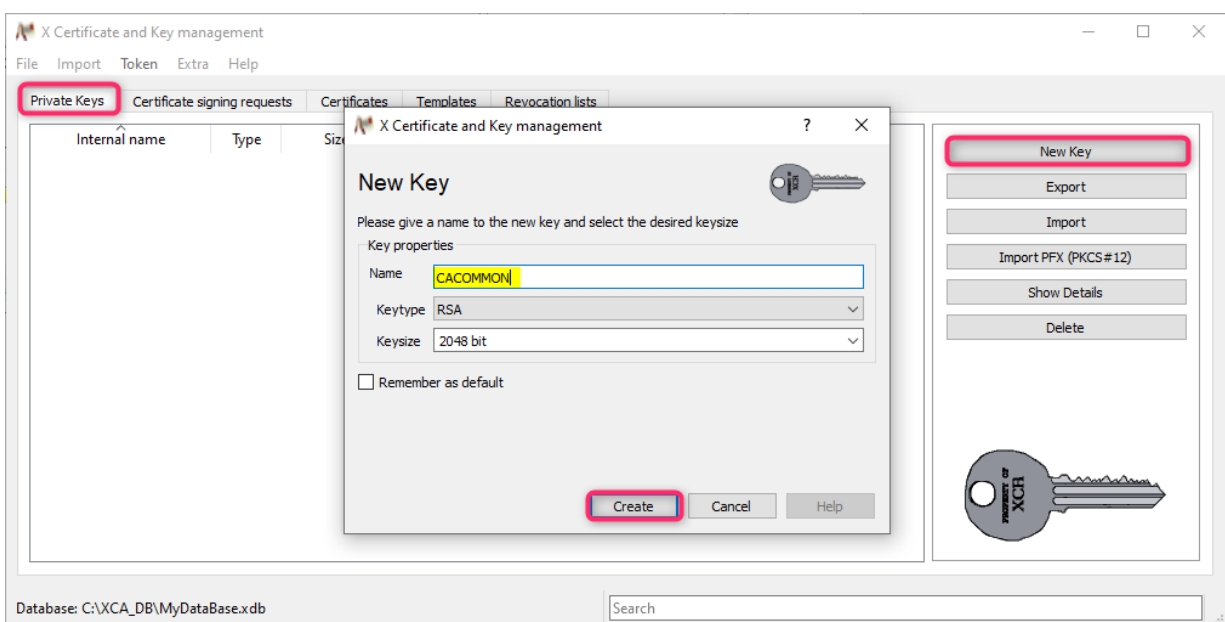 X Certificate and Key management
File Import Token Extra Help
Private Keys Certificate signing requests Certificates Templates Revocation lists
Internal name Type
X Certificate and Key management ?
New Key
Please give a name to the new key and select the desired keysize
Key properties
Name CACOMMON
Keytype RSA
Keysize 2048 bit
Remember as default
Create Cancel Help
New Key
Export
Import
Import PFX (PKCS#12)
Show Details
Delete
PROPERTY OF
XCA
Database: C:\XCA_DB\MyDataBase.xdb Search